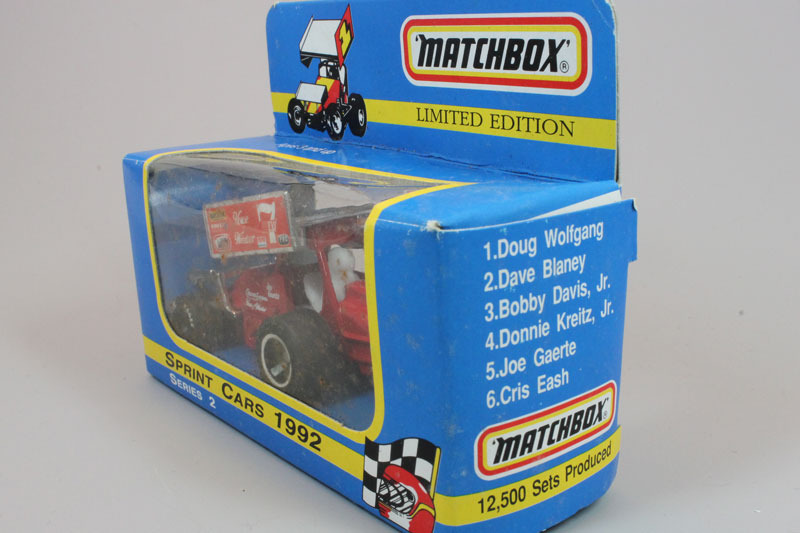 'MATCHBOX'®
LIMITED EDITION
7
SPRINT CARS 1992
SERIES 2
1.Doug Wolfgang
2.Dave Blaney
3.Bobby Davis, Jr.
4.Donnie Kreitz, Jr.
5.Joe Gaerte
6.Cris Eash
'MATCHBOX'
12,500 Sets Produced